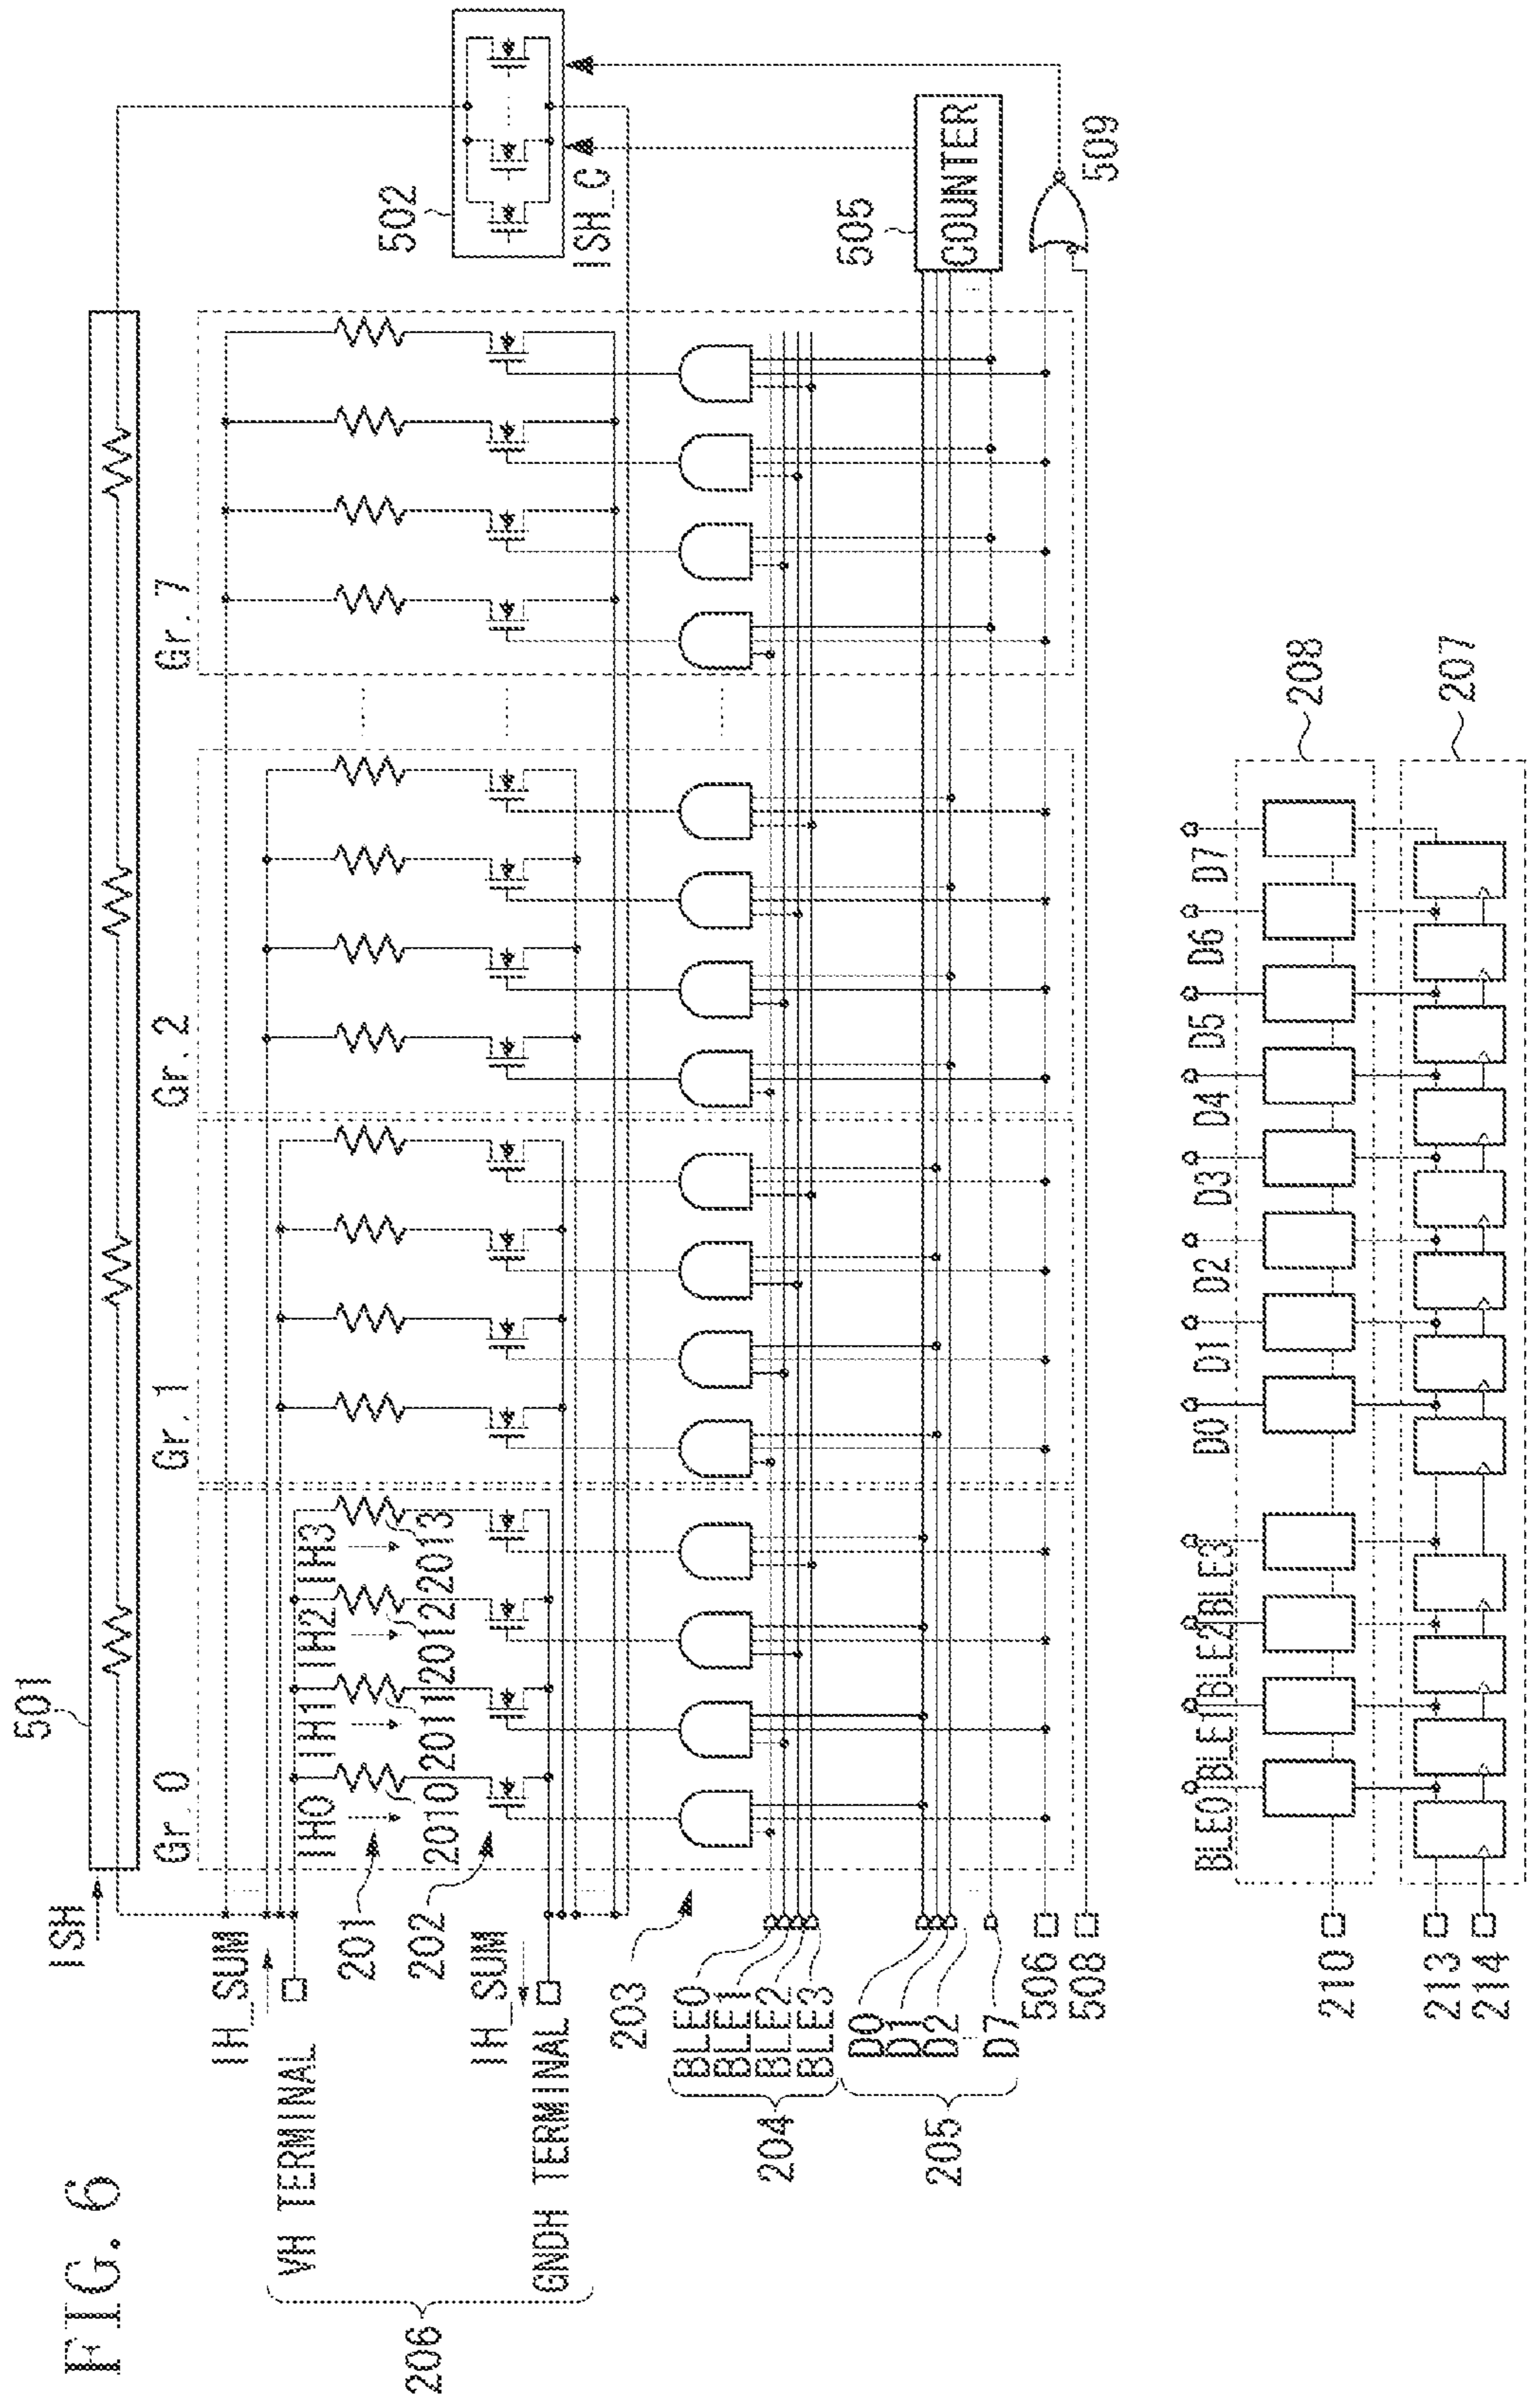 FIG. 6
501
ISH
Gr. 0
Gr. 1
Gr. 2
Gr. 7
IH_SUM
VH TERMINAL
206
IH0
IH1
IH2
IH3
201
2010
2011
2012
2013
202
502
ISH_C
IH_SUM
GNDH TERMINAL
203
BLE0
BLE1
BLE2
BLE3
204
D0
D1
D2
D7
205
505
COUNTER
506
508
509
BLE0
BLE1
BLE2
BLE3
D0
D1
D2
D3
D4
D5
D6
D7
208
210
207
213
214